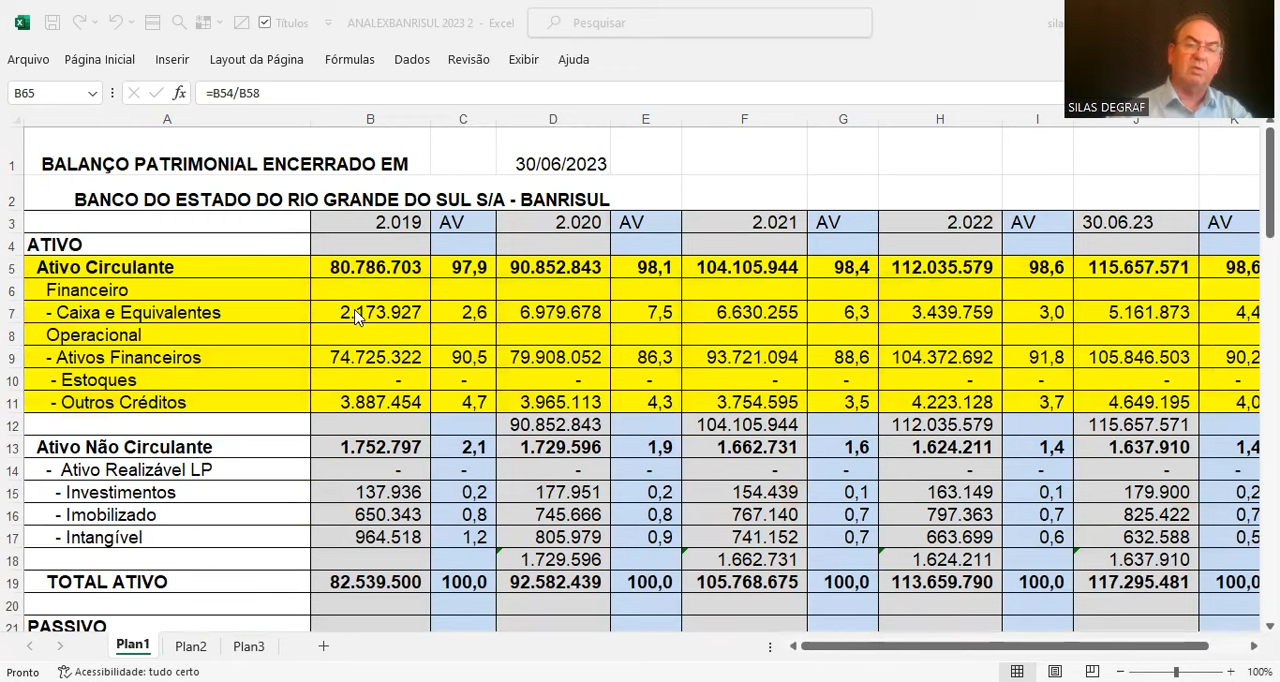 Títulos ANALEXBANRISUL 2023 2 - Excel Pesquisar silas
Arquivo Página Inicial Inserir Layout da Página Fórmulas Dados Revisão Exibir Ajuda
SILAS DEGRAF
B65 fx =B54/B58
A B C D E F G H I J K
1 BALANÇO PATRIMONIAL ENCERRADO EM 30/06/2023
2 BANCO DO ESTADO DO RIO GRANDE DO SUL S/A - BANRISUL
3 2.019 AV 2.020 AV 2.021 AV 2.022 AV 30.06.23 AV
4 ATIVO
5 Ativo Circulante 80.786.703 97,9 90.852.843 98,1 104.105.944 98,4 112.035.579 98,6 115.657.571 98,6
6 Financeiro
7 - Caixa e Equivalentes 2.173.927 2,6 6.979.678 7,5 6.630.255 6,3 3.439.759 3,0 5.161.873 4,4
8 Operacional
9 - Ativos Financeiros 74.725.322 90,5 79.908.052 86,3 93.721.094 88,6 104.372.692 91,8 105.846.503 90,2
10 - Estoques - - - - - - - - - -
11 - Outros Créditos 3.887.454 4,7 3.965.113 4,3 3.754.595 3,5 4.223.128 3,7 4.649.195 4,0
12 90.852.843 104.105.944 112.035.579 115.657.571
13 Ativo Não Circulante 1.752.797 2,1 1.729.596 1,9 1.662.731 1,6 1.624.211 1,4 1.637.910 1,4
14 - Ativo Realizável LP - - - - - - - - - -
15 - Investimentos 137.936 0,2 177.951 0,2 154.439 0,1 163.149 0,1 179.900 0,2
16 - Imobilizado 650.343 0,8 745.666 0,8 767.140 0,7 797.363 0,7 825.422 0,7
17 - Intangível 964.518 1,2 805.979 0,9 741.152 0,7 663.699 0,6 632.588 0,5
18 1.729.596 1.662.731 1.624.211 1.637.910
19 TOTAL ATIVO 82.539.500 100,0 92.582.439 100,0 105.768.675 100,0 113.659.790 100,0 117.295.481 100,0
20
21 PASSIVO
Plan1 Plan2 Plan3
Pronto Acessibilidade: tudo certo 100%